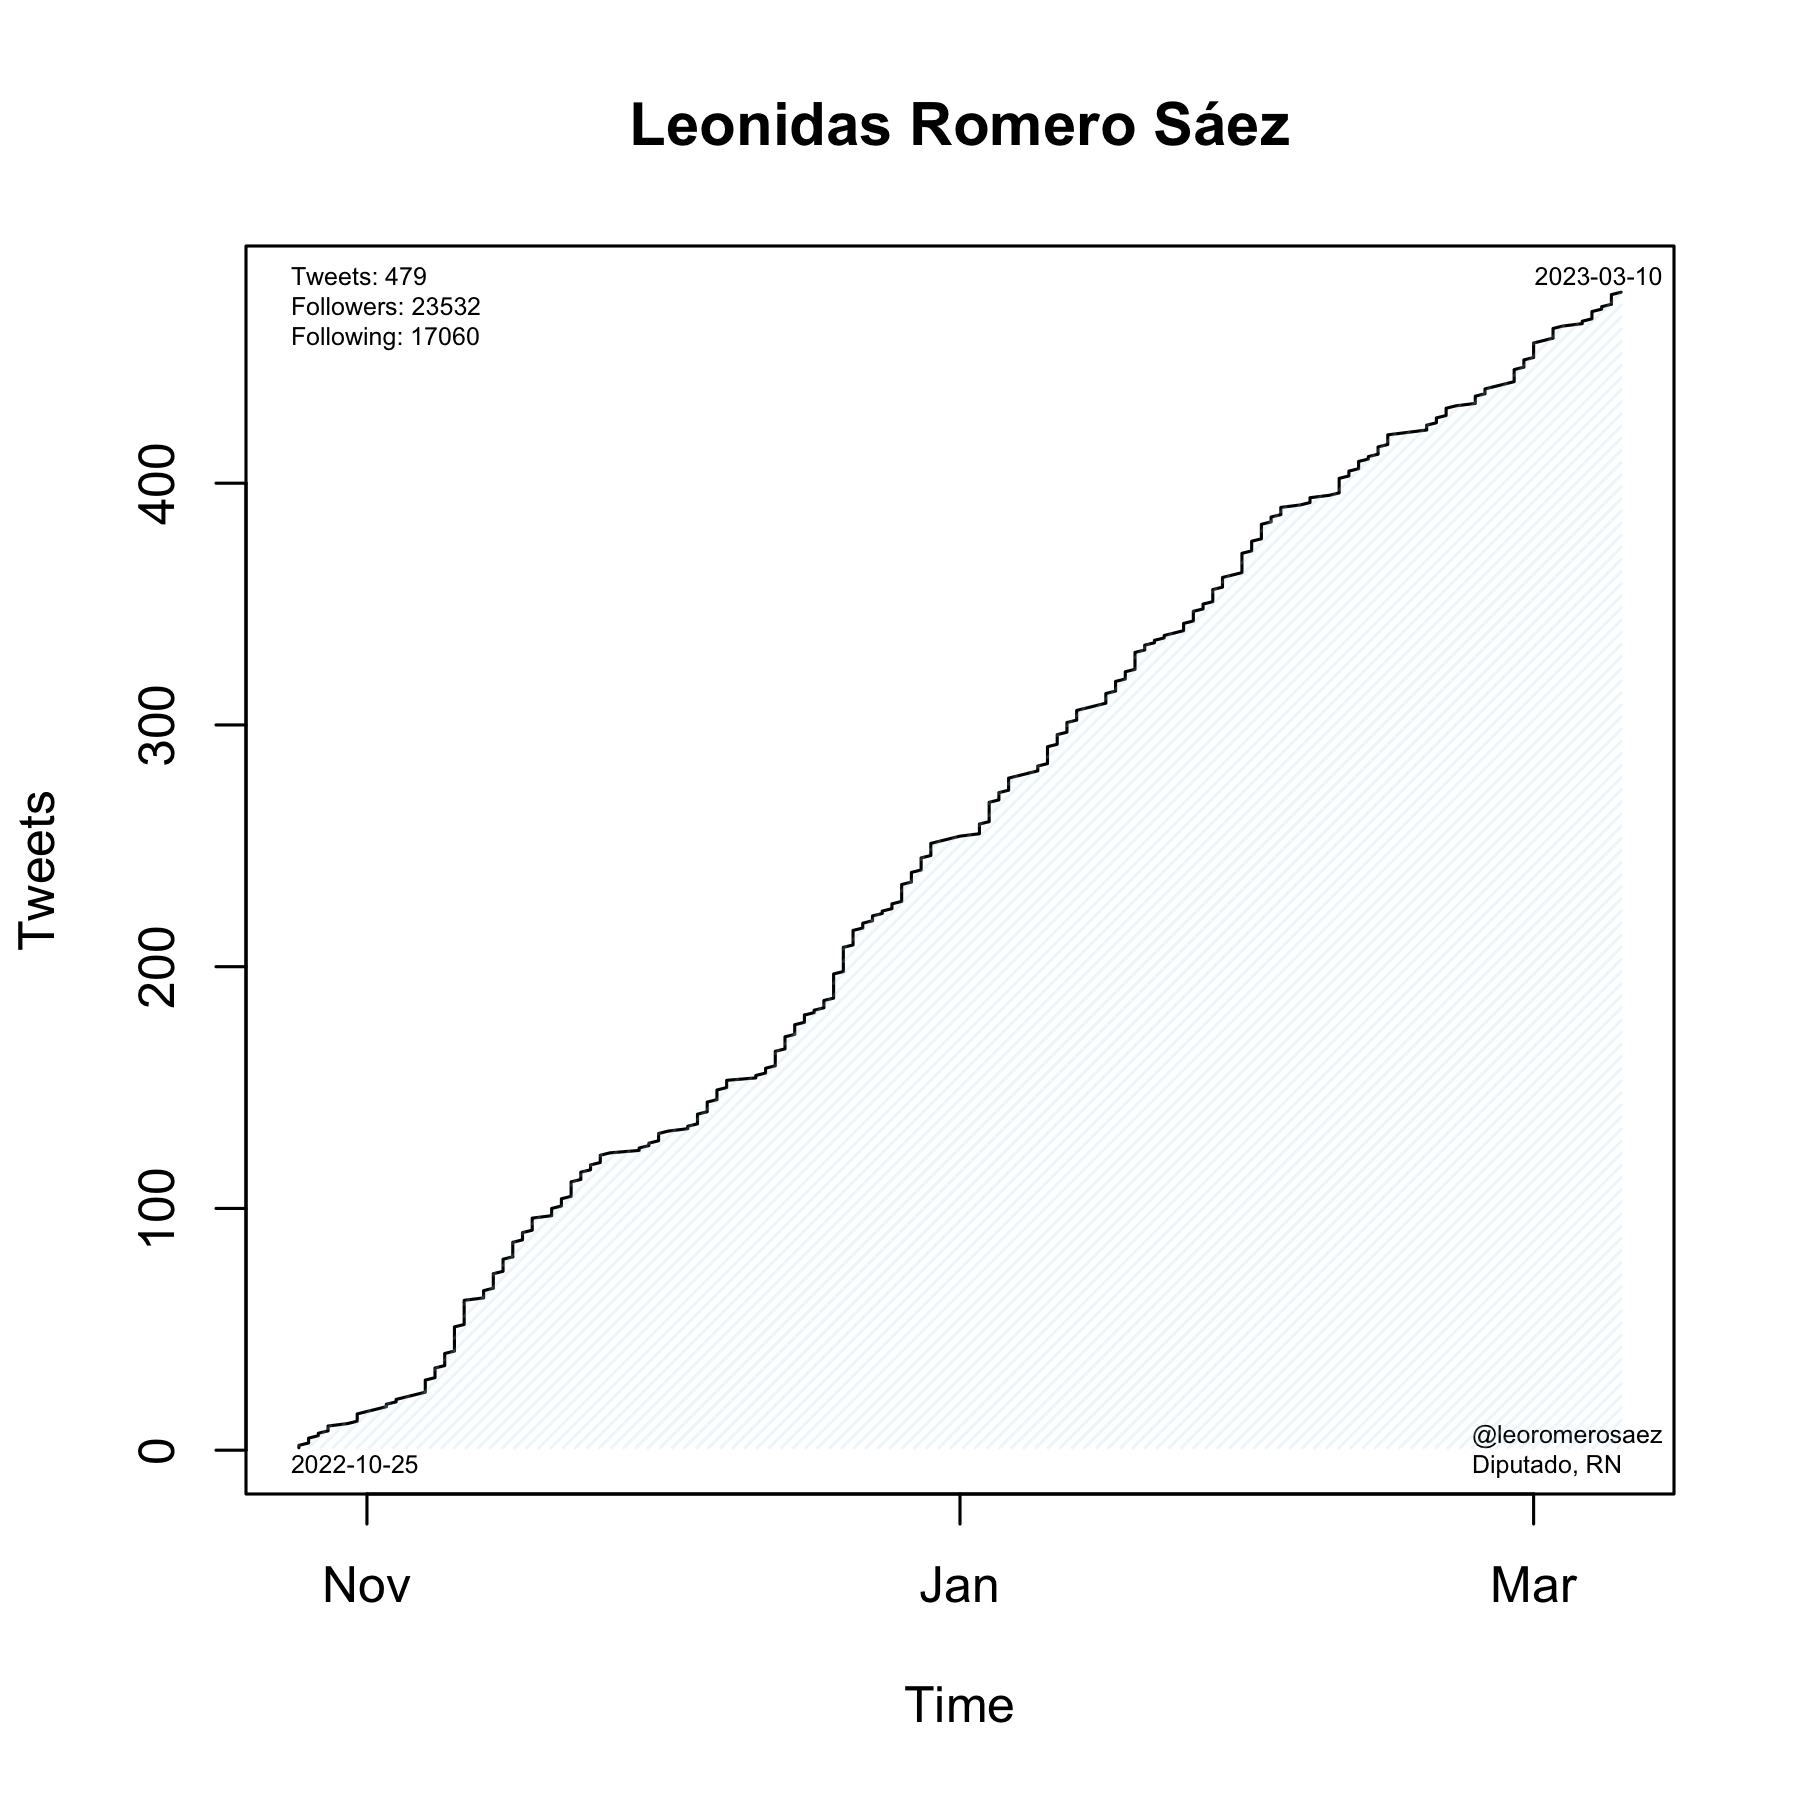 Leonidas Romero Sáez
Tweets: 479
Followers: 23532
Following: 17060
2023-03-10
400
300
200
100
0
Tweets
2022-10-25
@leoromerosaez
Diputado, RN
Nov
Jan
Mar
Time